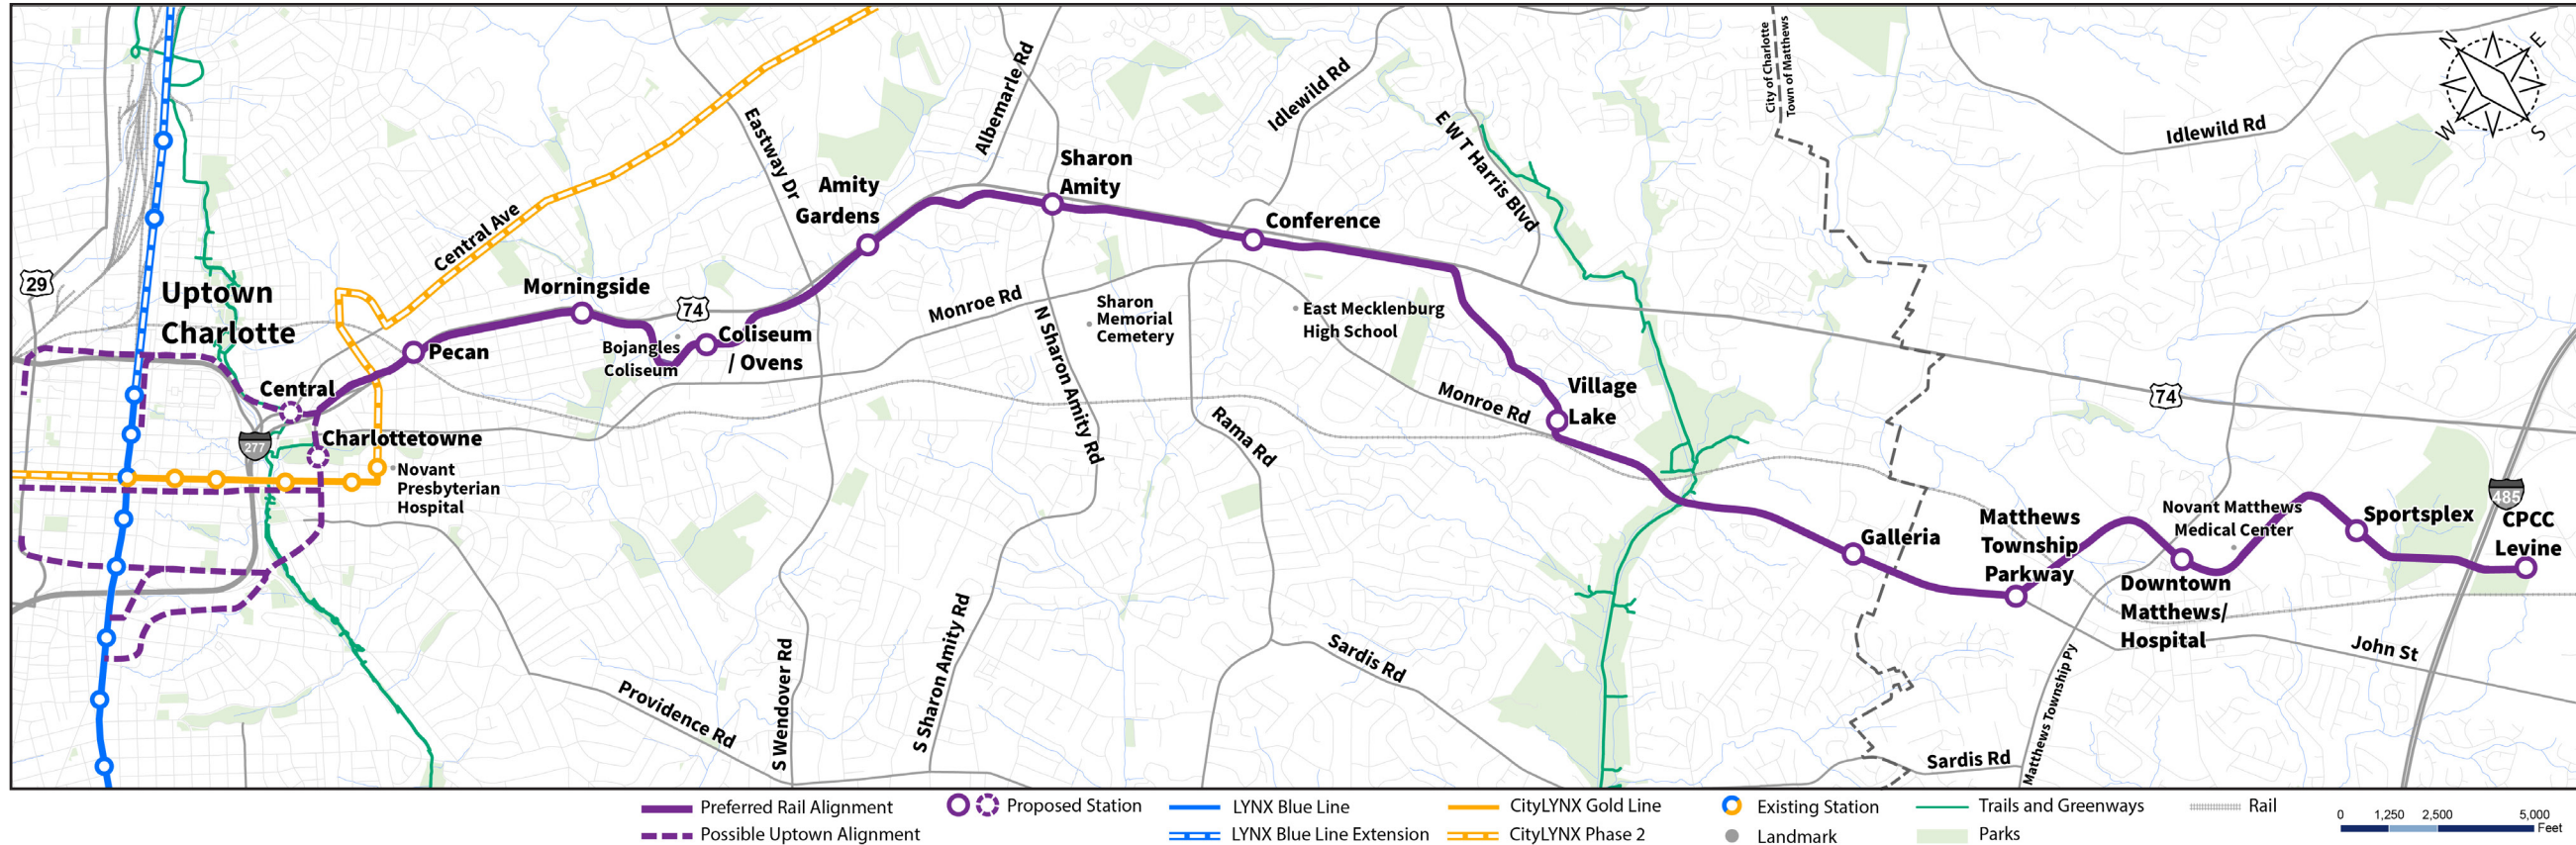 City of Charlotte
Town of Matthews
N
E
W
S
Idlewild Rd
Albemarle Rd
Idlewild Rd
Eastway Dr
E W T Harris Blvd
Sharon
Amity
Amity
Gardens
Conference
Central Ave
29
Uptown
Charlotte
Morningside
74
Monroe Rd
Sharon
Memorial
Cemetery
East Mecklenburg
High School
Pecan
Bojangles
Coliseum
Coliseum
/ Ovens
N Sharon Amity Rd
Central
Village
Lake
Monroe Rd
74
277
Charlottetowne
Rama Rd
Novant
Presbyterian
Hospital
Galleria
Matthews
Township
Parkway
Novant Matthews
Medical Center
Sportsplex
485
CPCC
Levine
Downtown
Matthews/
Hospital
John St
Providence Rd
S Wendover Rd
S Sharon Amity Rd
Sardis Rd
Sardis Rd
Matthews Township Py
Preferred Rail Alignment
Proposed Station
LYNX Blue Line
CityLYNX Gold Line
Existing Station
Trails and Greenways
Rail
Possible Uptown Alignment
LYNX Blue Line Extension
CityLYNX Phase 2
Landmark
Parks
0 1,250 2,500 5,000
Feet